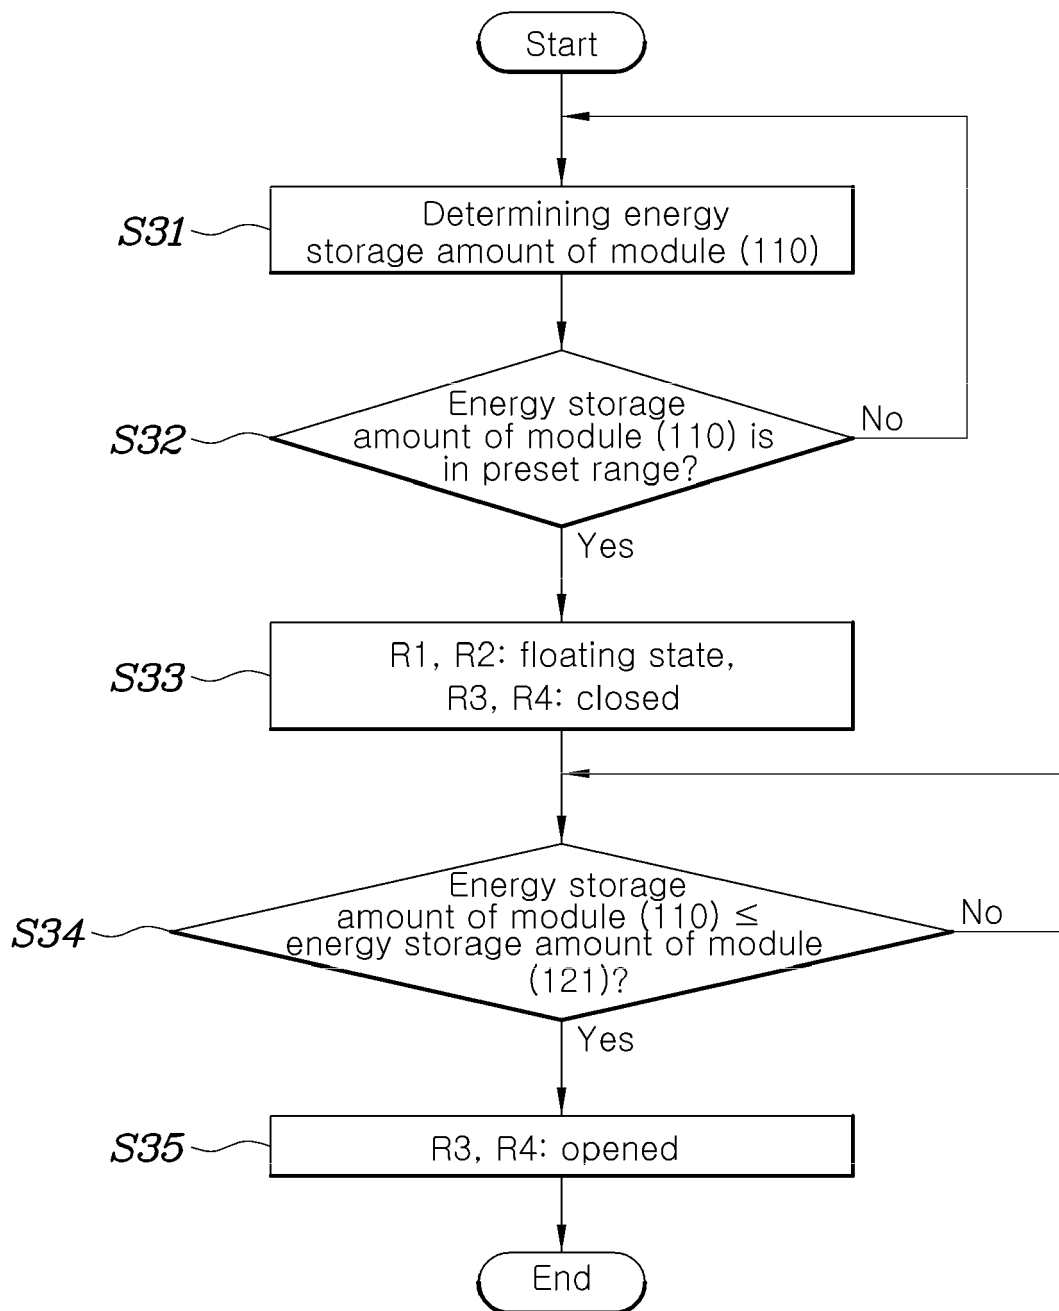 Start
S31
Determining energy
storage amount of module (110)
S32
Energy storage
amount of module (110) is
in preset range?
No
Yes
S33
R1, R2: floating state,
R3, R4: closed
S34
Energy storage
amount of module (110) ≤
energy storage amount of module
(121)?
No
Yes
S35
R3, R4: opened
End